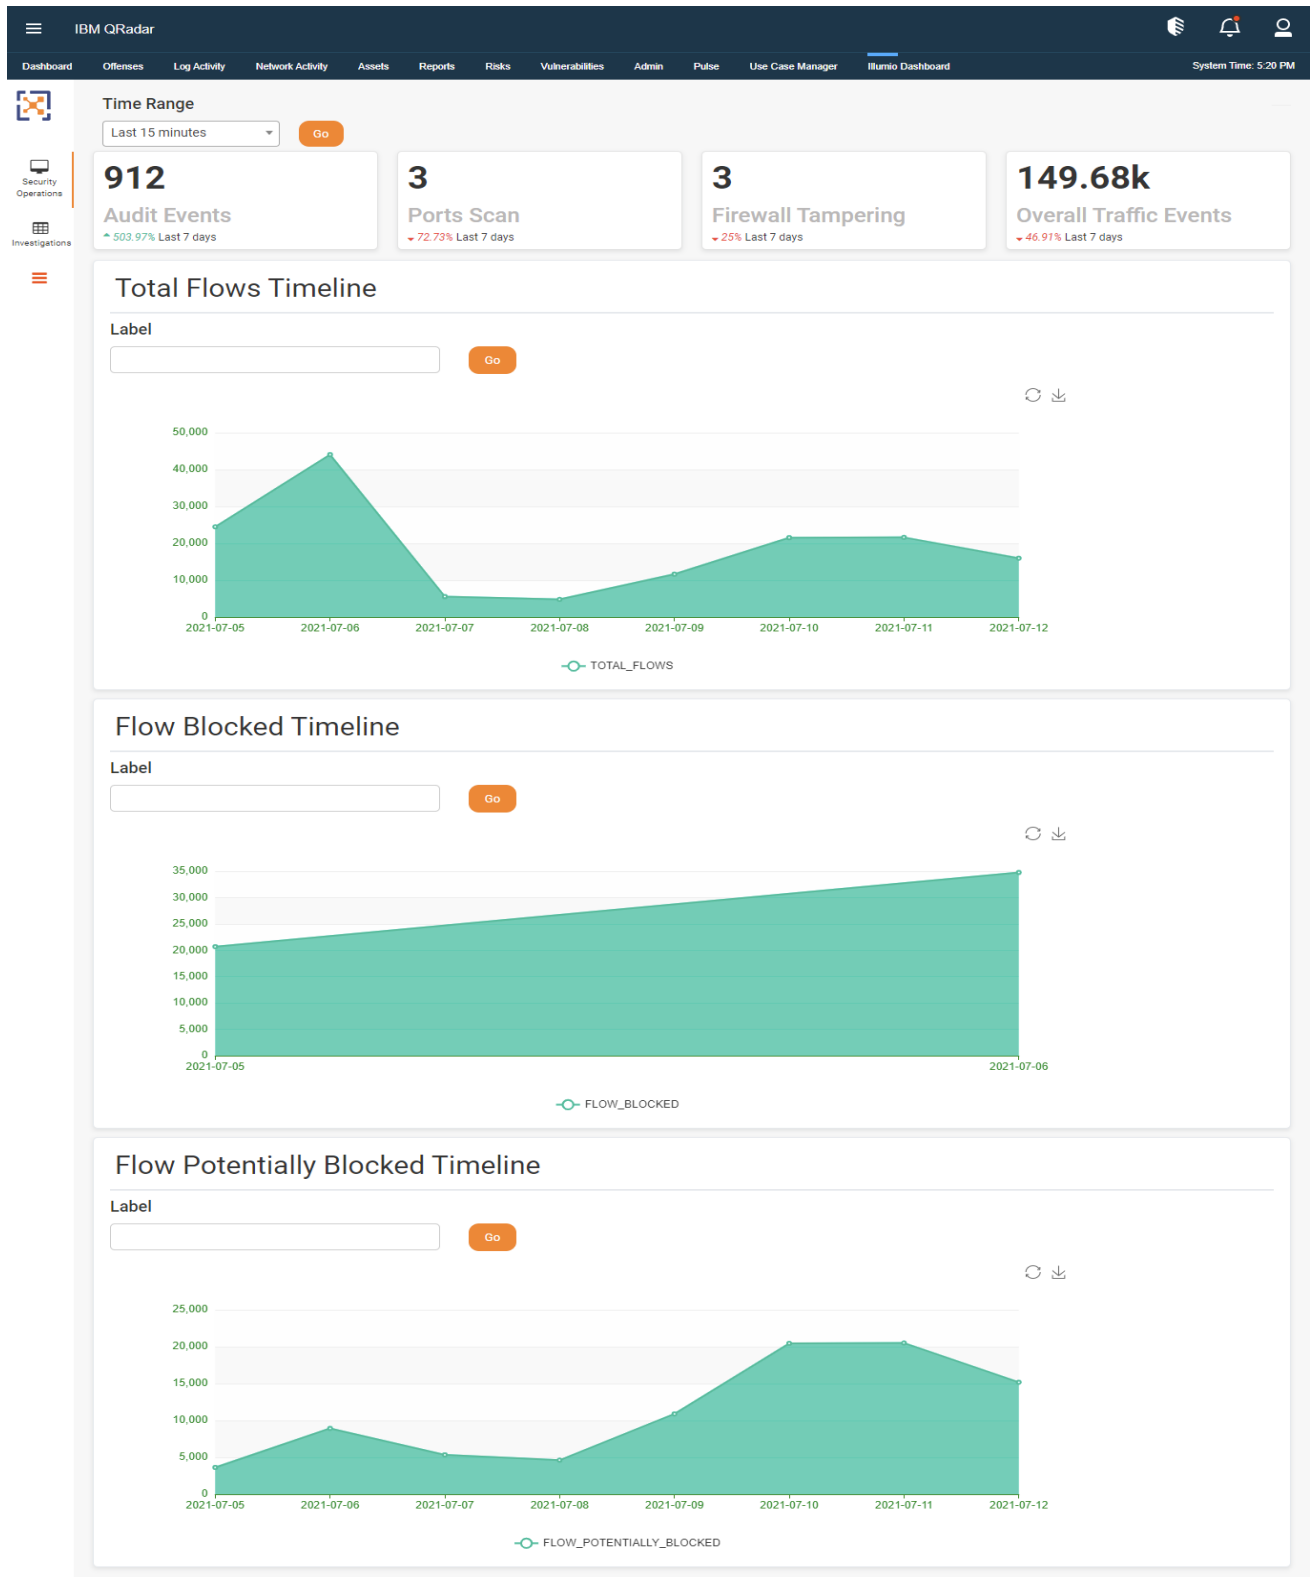 IBM QRadar
Dashboard Offenses Log Activity Network Activity Assets Reports Risks Vulnerabilities Admin Pulse Use Case Manager Illumio Dashboard System Time: 5:20 PM
Time Range
Last 15 minutes Go
Security
Operations
Investigations
912
Audit Events
503.97% Last 7 days
3
Ports Scan
72.73% Last 7 days
3
Firewall Tampering
25% Last 7 days
149.68k
Overall Traffic Events
46.91% Last 7 days
Total Flows Timeline
Label
Go
50,000
40,000
30,000
20,000
10,000
0
2021-07-05 2021-07-06 2021-07-07 2021-07-08 2021-07-09 2021-07-10 2021-07-11 2021-07-12
TOTAL_FLOWS
Flow Blocked Timeline
Label
Go
35,000
30,000
25,000
20,000
15,000
10,000
5,000
0
2021-07-05 2021-07-06
FLOW_BLOCKED
Flow Potentially Blocked Timeline
Label
Go
25,000
20,000
15,000
10,000
5,000
0
2021-07-05 2021-07-06 2021-07-07 2021-07-08 2021-07-09 2021-07-10 2021-07-11 2021-07-12
FLOW_POTENTIALLY_BLOCKED